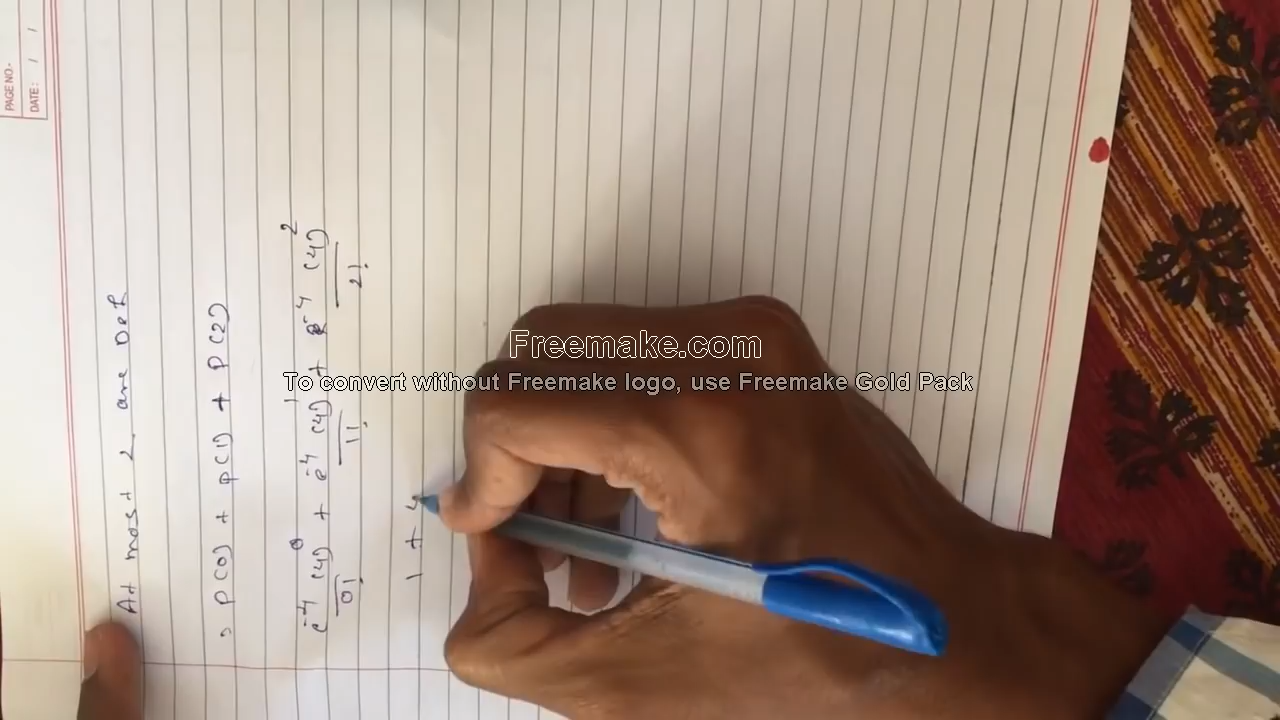 PAGE NO.-
DATE: / /
At most 2 are Def
, P(0) + P(1) + P(2)
e⁻⁴ (4)⁰/0! + e⁻⁴ (4)¹/1! + e⁻⁴ (4)²/2!
1 + 4
Freemake.com
To convert without Freemake logo, use Freemake Gold Pack